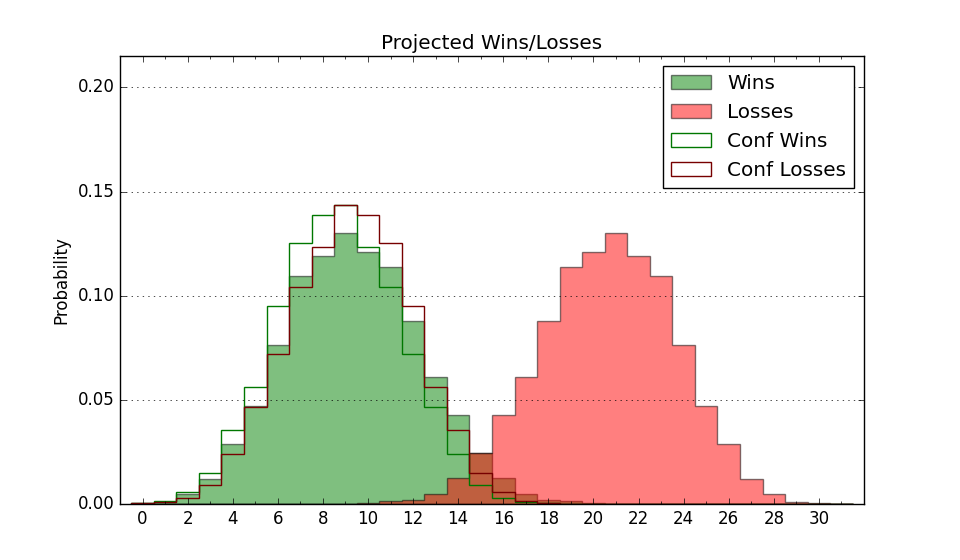 Projected Wins/Losses
0.20
0.15
0.10
0.05
0.00
Probability
Wins
Losses
Conf Wins
Conf Losses
0 2 4 6 8 10 12 14 16 18 20 22 24 26 28 30